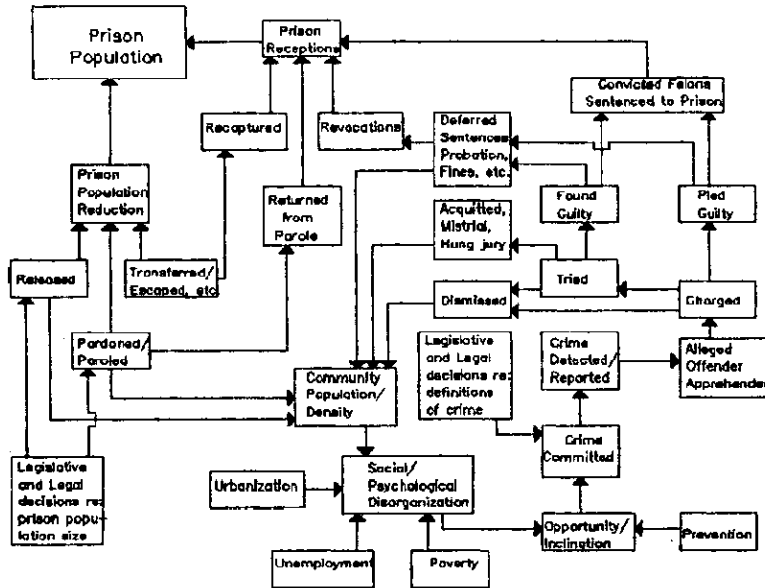 Prison
Population
Prison
Receptions
Convicted Felons
Sentenced to Prison
Recaptured
Revocations
Deferred
Sentences
Probation,
Fines, etc.
Prison
Population
Reduction
Returned
from
Parole
Found
Guilty
Pled
Guilty
Acquitted,
Mistrial,
Hung jury
Released
Transferred/
Escaped, etc.
Tried
Dismissed
Charged
Pardoned/
Paroled
Community
Population/
Density
Legislative
and Legal
decisions re:
definitions
of crime
Crime
Detected/
Reported
Alleged
Offender
Apprehended
Legislative
and Legal
decisions re:
prison popu-
lation size
Urbanization
Social/
Psychological
Disorganization
Crime
Committed
Opportunity/
Inclination
Prevention
Unemployment
Poverty